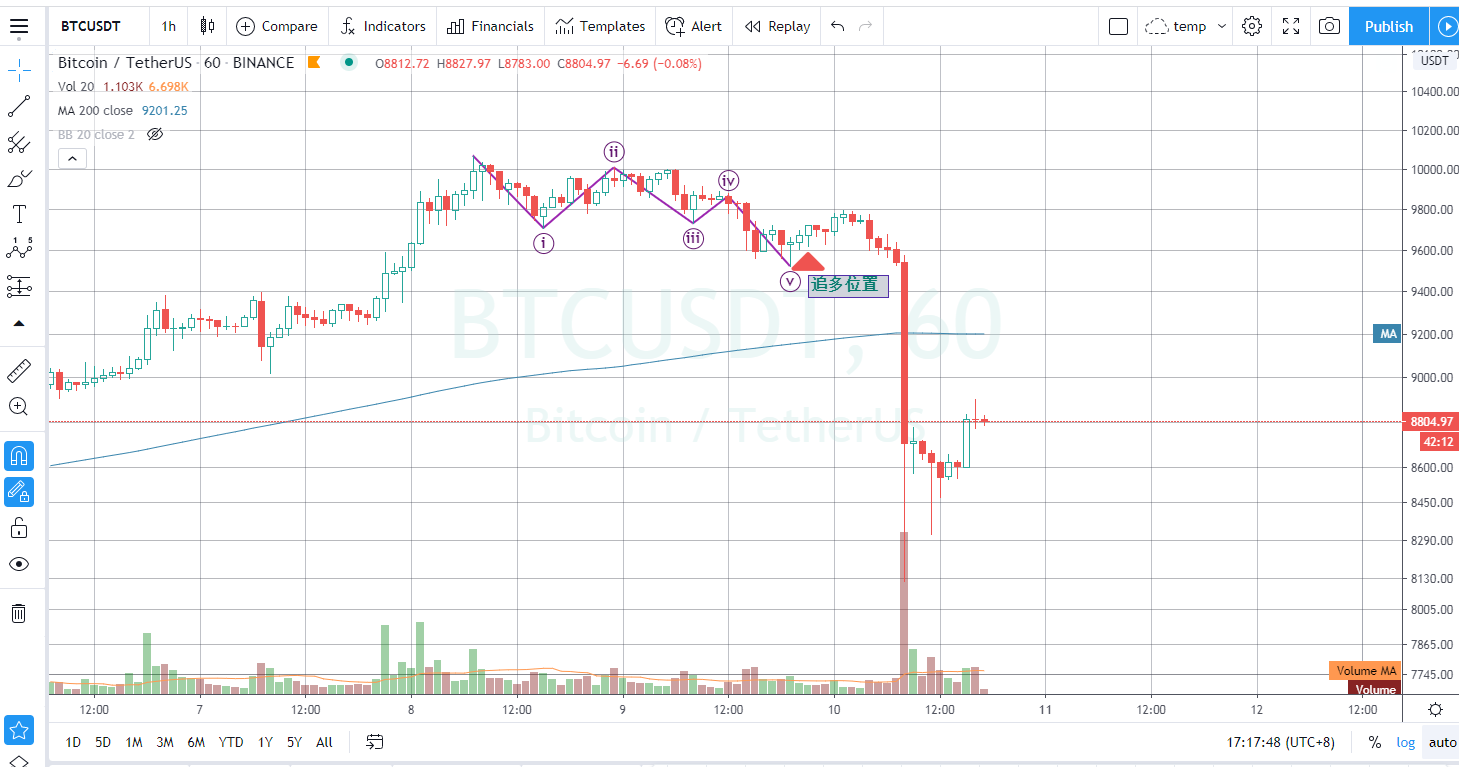 BTCUSDT 1h Compare Indicators Financials Templates Alert Replay temp Publish
Bitcoin / TetherUS · 60 · BINANCE O8812.72 H8827.97 L8783.00 C8804.97 −6.69 (−0.08%)
USDT
Vol 20 1.103K 6.698K
MA 200 close 9201.25
BB 20 close 2
10400.00
10200.00
10000.00
9800.00
9600.00
9400.00
9200.00
9000.00
8804.97
42:12
8600.00
8450.00
8290.00
8130.00
8005.00
7865.00
7745.00
MA
ii
iv
i
iii
v
追多位置
BTCUSDT, 60
Bitcoin / TetherUS
Volume MA
Volume
12:00 7 12:00 8 12:00 9 12:00 10 12:00 11 12:00 12 12:00
1D 5D 1M 3M 6M YTD 1Y 5Y All 17:17:48 (UTC+8) % log auto
T
1 5